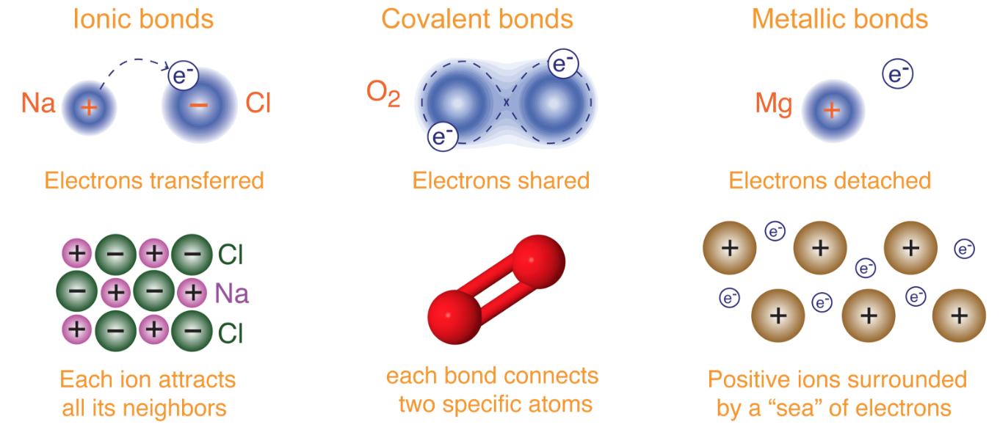 Ionic bonds
Na + e⁻ − Cl
Electrons transferred
+ − + − Cl
− + − + Na
+ − + − Cl
Each ion attracts
all its neighbors
Covalent bonds
O₂ e⁻ e⁻
Electrons shared
each bond connects
two specific atoms
Metallic bonds
Mg + e⁻
Electrons detached
+ e⁻ + + e⁻
e⁻
e⁻ e⁻ e⁻
+ + +
Positive ions surrounded
by a “sea” of electrons